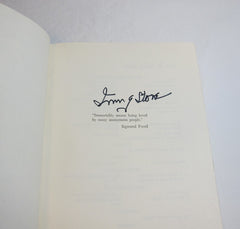 Irving Stone
"Immortality means being loved
by many anonymous people."
Sigmund Freud